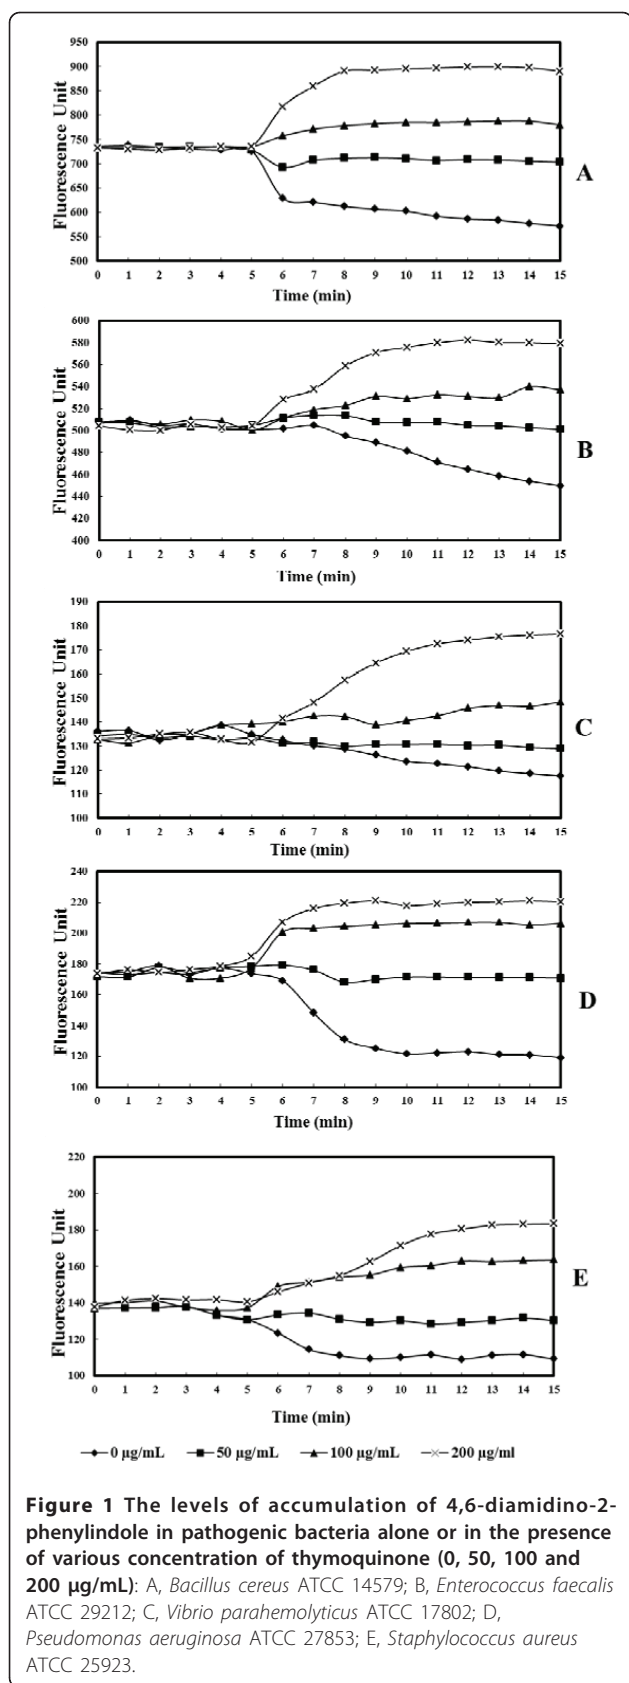 Fluorescence Unit
950
900
850
800
750
700
650
600
550
500
0 1 2 3 4 5 6 7 8 9 10 11 12 13 14 15
Time (min)
A
Fluorescence Unit
600
580
560
540
520
500
480
460
440
420
400
0 1 2 3 4 5 6 7 8 9 10 11 12 13 14 15
Time (min)
B
Fluorescence Unit
190
180
170
160
150
140
130
120
110
100
0 1 2 3 4 5 6 7 8 9 10 11 12 13 14 15
Time (min)
C
Fluorescence Unit
240
220
200
180
160
140
120
100
0 1 2 3 4 5 6 7 8 9 10 11 12 13 14 15
Time (min)
D
Fluorescence Unit
220
200
180
160
140
120
100
0 1 2 3 4 5 6 7 8 9 10 11 12 13 14 15
Time (min)
E
0 µg/mL 50 µg/mL 100 µg/mL 200 µg/ml
Figure 1 The levels of accumulation of 4,6-diamidino-2-
phenylindole in pathogenic bacteria alone or in the presence
of various concentration of thymoquinone (0, 50, 100 and
200 µg/mL): A, Bacillus cereus ATCC 14579; B, Enterococcus faecalis
ATCC 29212; C, Vibrio parahemolyticus ATCC 17802; D,
Pseudomonas aeruginosa ATCC 27853; E, Staphylococcus aureus
ATCC 25923.